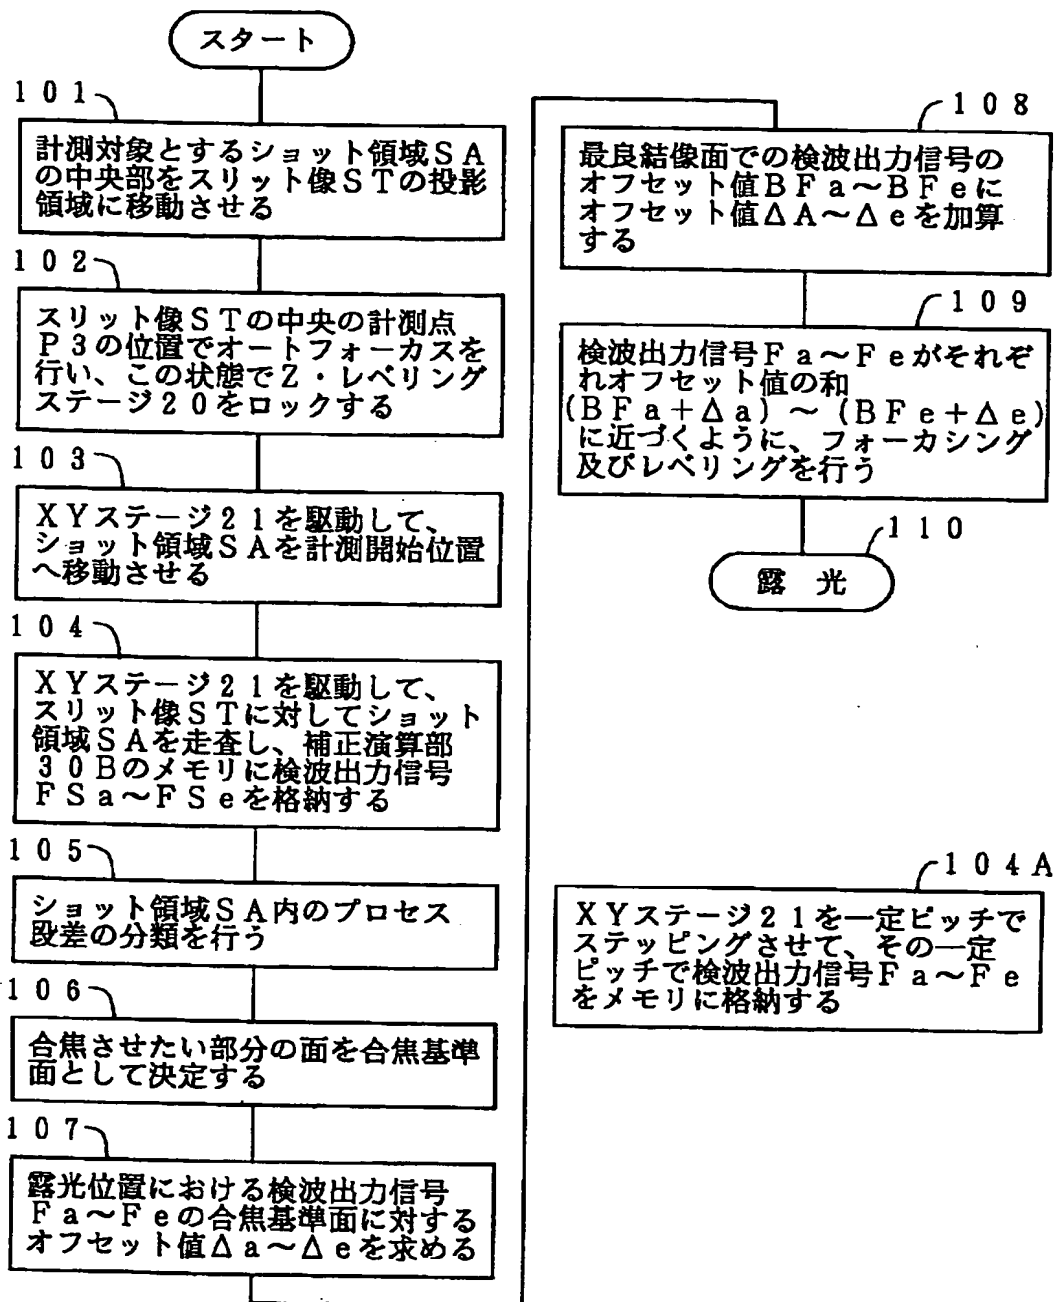 スタート
101
計測対象とするショット領域SA
の中央部をスリット像STの投影
領域に移動させる
102
スリット像STの中央の計測点
P3の位置でオートフォーカスを
行い、この状態でZ・レベリング
ステージ20をロックする
103
XYステージ21を駆動して、
ショット領域SAを計測開始位置
へ移動させる
104
XYステージ21を駆動して、
スリット像STに対してショット
領域SAを走査し、補正演算部
30Bのメモリに検波出力信号
FSa～FSeを格納する
105
ショット領域SA内のプロセス
段差の分類を行う
106
合焦させたい部分の面を合焦基準
面として決定する
107
露光位置における検波出力信号
Fa～Feの合焦基準面に対する
オフセット値Δa～Δeを求める
108
最良結像面での検波出力信号の
オフセット値BFa～BFeに
オフセット値ΔA～Δeを加算
する
109
検波出力信号Fa～Feがそれぞ
れオフセット値の和
(BFa+Δa)～(BFe+Δe)
に近づくように、フォーカシング
及びレベリングを行う
110
露 光
104A
XYステージ21を一定ピッチで
ステッピングさせて、その一定
ピッチで検波出力信号Fa～Fe
をメモリに格納する